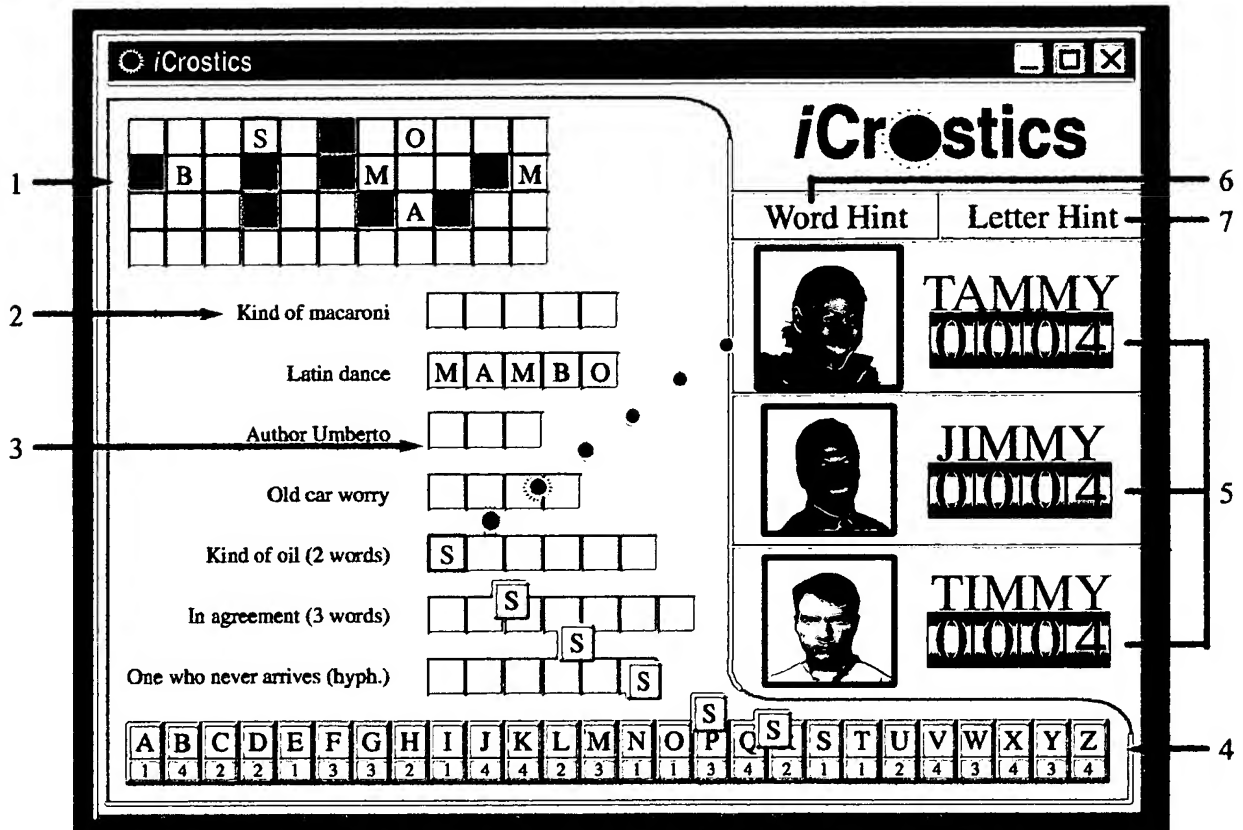 iCrostics
iCrostics
S O
B M M
A
1
6
Word Hint Letter Hint
7
2
Kind of macaroni
Latin dance
M A M B O
3
Author Umberto
Old car worry
Kind of oil (2 words)
S
In agreement (3 words)
S
S
One who never arrives (hyph.)
S
TAMMY
0004
JIMMY
0004
5
TIMMY
0004
S
S
A B C D E F G H I J K L M N O P Q S T U V W X Y Z
1 4 2 2 1 3 3 2 1 4 4 2 3 1 1 3 4 2 1 1 2 4 3 4 3 4
4